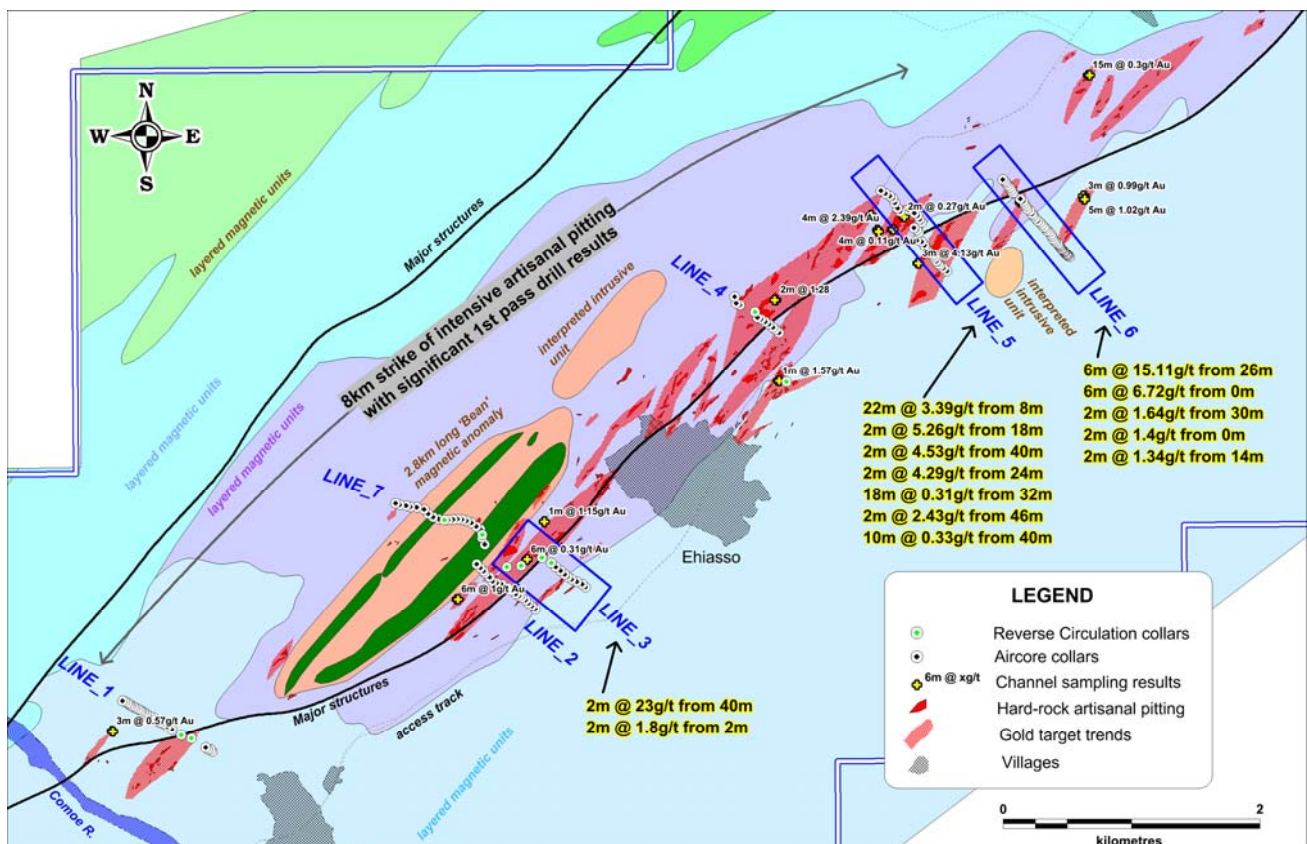 N
W E
S
layered magnetic units
Major structures
8km strike of intensive artisanal pitting
with significant 1st pass drill results
15m @ 0.3g/t Au
3m @ 0.99g/t Au
5m @ 1.02g/t Au
2m @ 0.27g/t Au
4m @ 2.39g/t Au
4m @ 0.11g/t Au
3m @ 4.13g/t Au
LINE_4
2m @ 1.28
interpreted intrusive
unit
interpreted
intrusive
unit
LINE_5
LINE_6
1m @ 1.57g/t Au
6m @ 15.11g/t from 26m
6m @ 6.72g/t from 0m
2m @ 1.64g/t from 30m
2m @ 1.4g/t from 0m
2m @ 1.34g/t from 14m
22m @ 3.39g/t from 8m
2m @ 5.26g/t from 18m
2m @ 4.53g/t from 40m
2m @ 4.29g/t from 24m
18m @ 0.31g/t from 32m
2m @ 2.43g/t from 46m
10m @ 0.33g/t from 40m
layered magnetic units
layered magnetic units
2.8km long 'Bean'
magnetic anomaly
LINE_7
1m @ 1.15g/t Au
6m @ 0.31g/t Au
6m @ 1g/t Au
Ehiasso
LINE_3
LINE_2
2m @ 23g/t from 40m
2m @ 1.8g/t from 2m
LINE_1
3m @ 0.57g/t Au
Major structures
access track
layered magnetic units
Comoe R.
LEGEND
Reverse Circulation collars
Aircore collars
6m @ xg/t
Channel sampling results
Hard-rock artisanal pitting
Gold target trends
Villages
0 2
kilometres